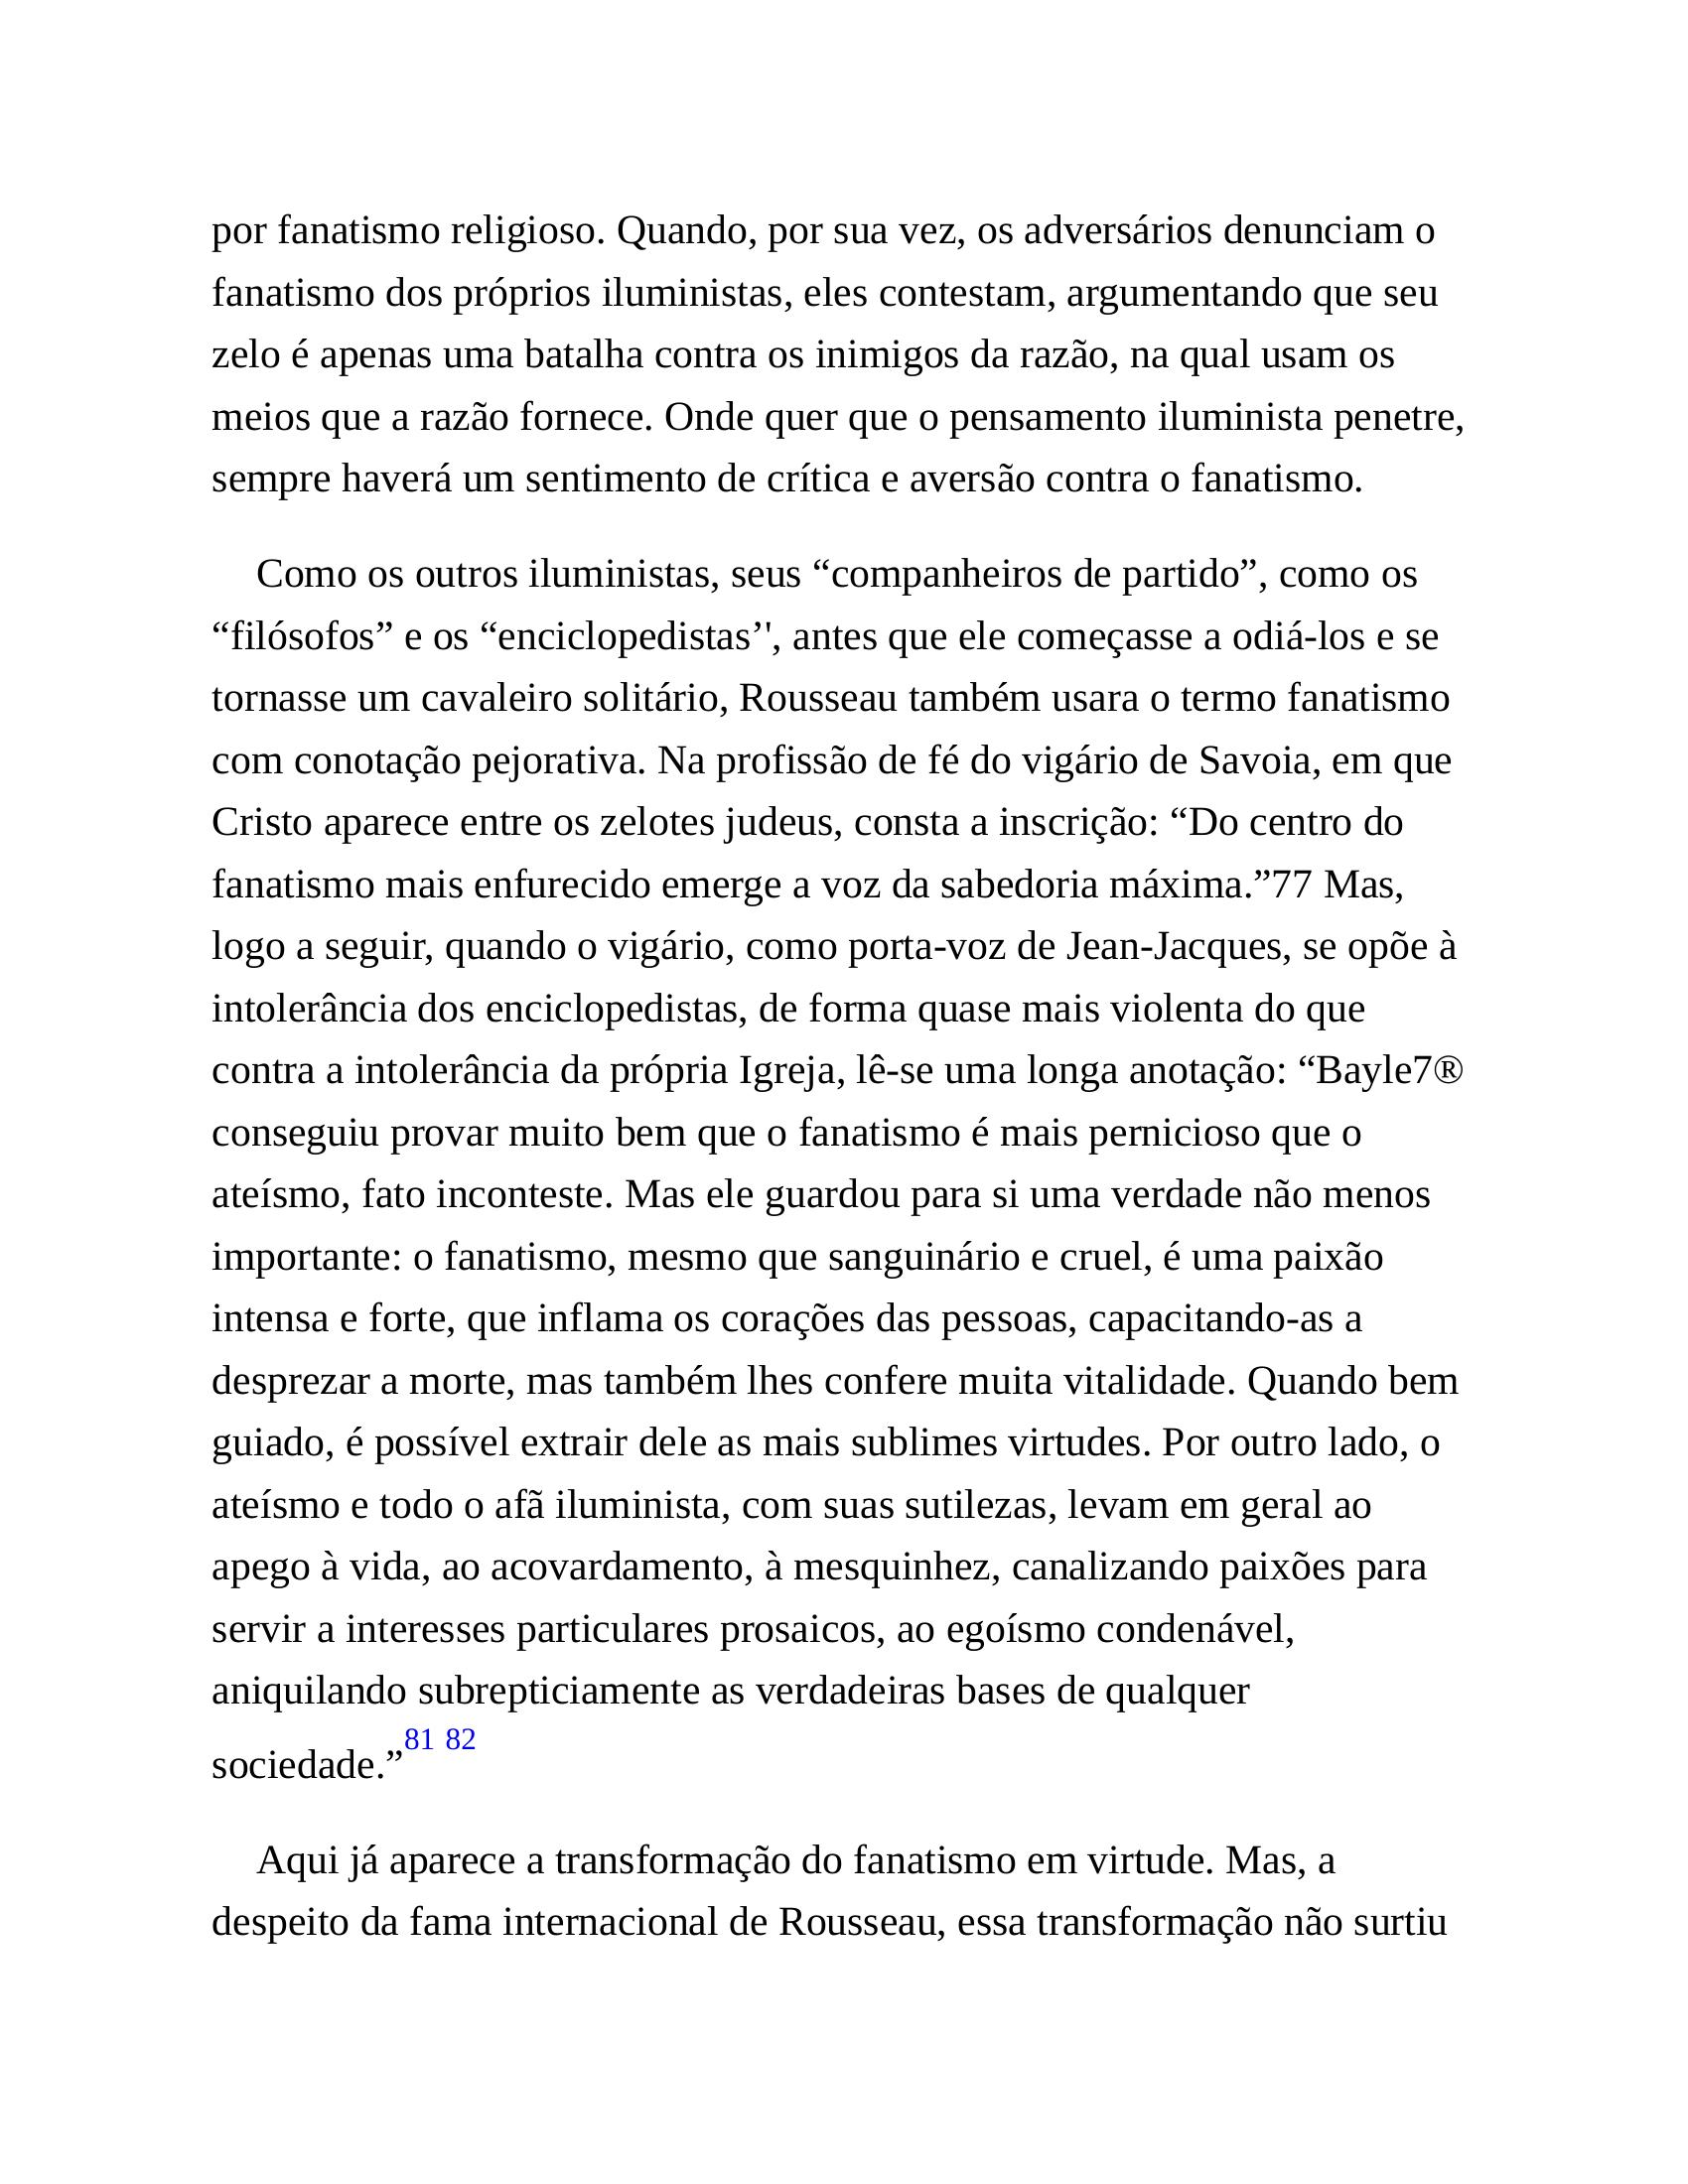 por fanatismo religioso. Quando, por sua vez, os adversários denunciam o
fanatismo dos próprios iluministas, eles contestam, argumentando que seu
zelo é apenas uma batalha contra os inimigos da razão, na qual usam os
meios que a razão fornece. Onde quer que o pensamento iluminista penetre,
sempre haverá um sentimento de crítica e aversão contra o fanatismo.
Como os outros iluministas, seus “companheiros de partido”, como os
“filósofos” e os “enciclopedistas’', antes que ele começasse a odiá-los e se
tornasse um cavaleiro solitário, Rousseau também usara o termo fanatismo
com conotação pejorativa. Na profissão de fé do vigário de Savoia, em que
Cristo aparece entre os zelotes judeus, consta a inscrição: “Do centro do
fanatismo mais enfurecido emerge a voz da sabedoria máxima.”77 Mas,
logo a seguir, quando o vigário, como porta-voz de Jean-Jacques, se opõe à
intolerância dos enciclopedistas, de forma quase mais violenta do que
contra a intolerância da própria Igreja, lê-se uma longa anotação: “Bayle7®
conseguiu provar muito bem que o fanatismo é mais pernicioso que o
ateísmo, fato inconteste. Mas ele guardou para si uma verdade não menos
importante: o fanatismo, mesmo que sanguinário e cruel, é uma paixão
intensa e forte, que inflama os corações das pessoas, capacitando-as a
desprezar a morte, mas também lhes confere muita vitalidade. Quando bem
guiado, é possível extrair dele as mais sublimes virtudes. Por outro lado, o
ateísmo e todo o afã iluminista, com suas sutilezas, levam em geral ao
apego à vida, ao acovardamento, à mesquinhez, canalizando paixões para
servir a interesses particulares prosaicos, ao egoísmo condenável,
aniquilando subrepticiamente as verdadeiras bases de qualquer
sociedade.”81 82
Aqui já aparece a transformação do fanatismo em virtude. Mas, a
despeito da fama internacional de Rousseau, essa transformação não surtiu